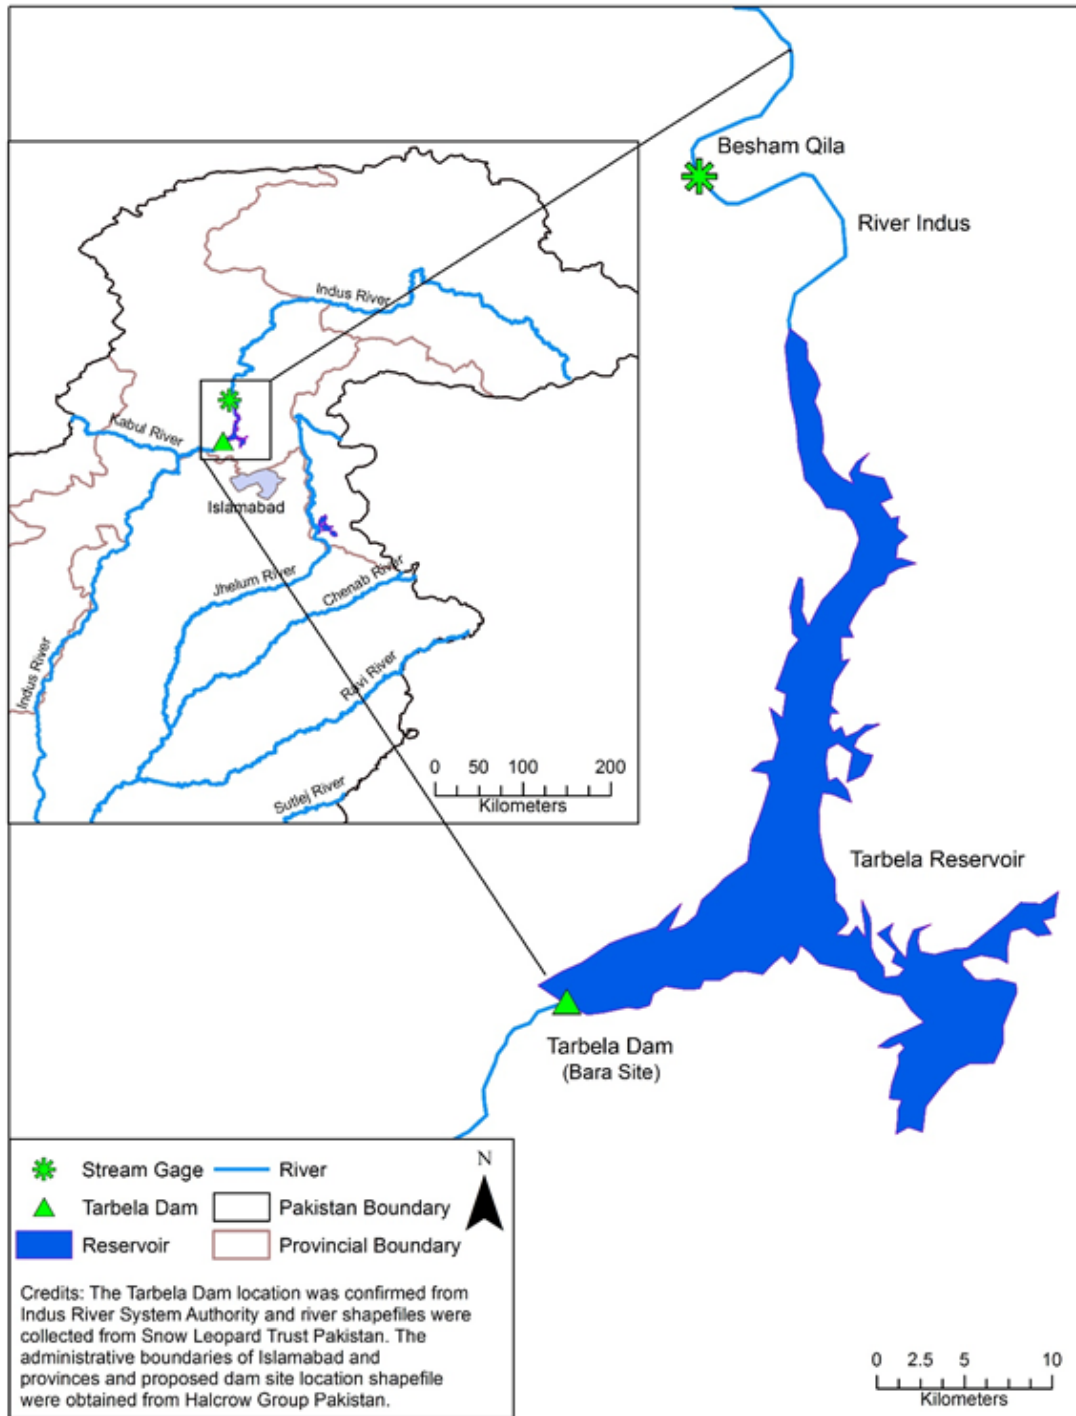 Besham Qila
River Indus
Indus River
Kabul River
Islamabad
Jhelum River
Chenab River
Indus River
Ravi River
Sutlej River
0 50 100 200
Kilometers
Tarbela Reservoir
Tarbela Dam
(Bara Site)
N
Stream Gage
River
Tarbela Dam
Pakistan Boundary
Reservoir
Provincial Boundary
Credits: The Tarbela Dam location was confirmed from
Indus River System Authority and river shapefiles were
collected from Snow Leopard Trust Pakistan. The
administrative boundaries of Islamabad and
provinces and proposed dam site location shapefile
were obtained from Halcrow Group Pakistan.
0 2.5 5 10
Kilometers